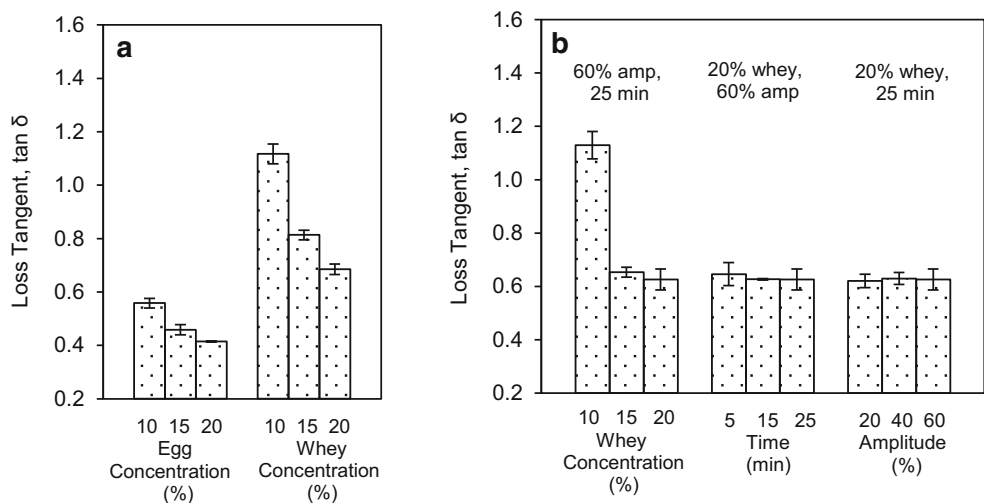 a
1.6
1.4
1.2
1.0
0.8
0.6
0.4
0.2
Loss Tangent, tan δ
10 15 20
Egg
Concentration
(%)
10 15 20
Whey
Concentration
(%)
b
1.6
1.4
1.2
1.0
0.8
0.6
0.4
0.2
Loss Tangent, tan δ
60% amp,
25 min
20% whey,
60% amp
20% whey,
25 min
10 15 20
Whey
Concentration
(%)
5 15 25
Time
(min)
20 40 60
Amplitude
(%)